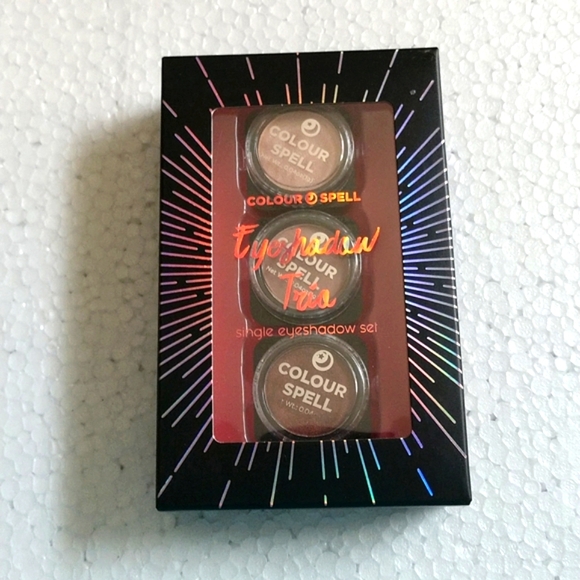 COLOUR
SPELL
COLOUR SPELL
Eyeshadow
COLOUR
SPELL
Trio
single eyeshadow set
COLOUR
SPELL